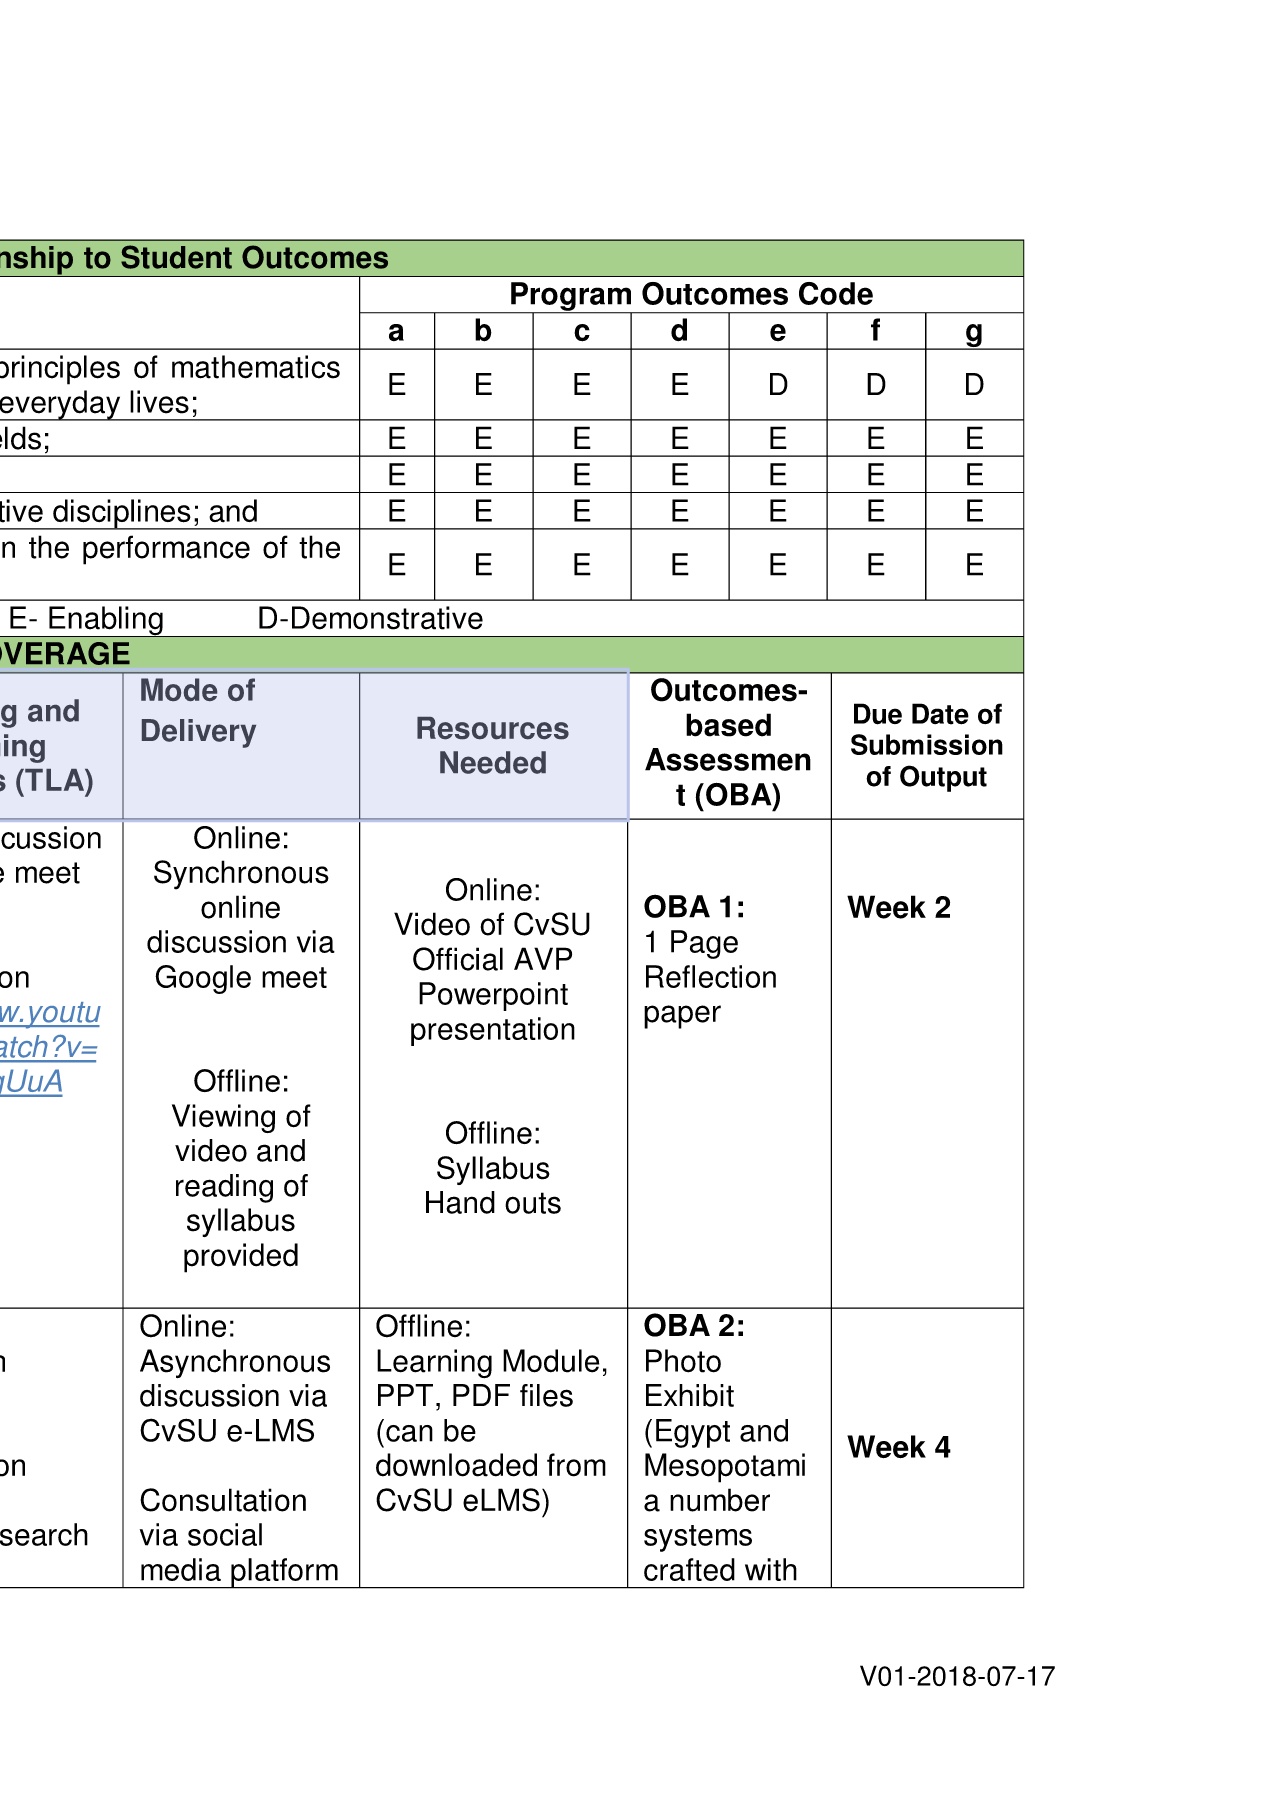 nship to Student Outcomes
Program Outcomes Code
a b c d e f g
principles of mathematics
everyday lives;
E E E E D D D
elds;
E E E E E E E
E E E E E E E
tive disciplines; and
E E E E E E E
n the performance of the
E E E E E E E
E- Enabling D-Demonstrative
OVERAGE
g and
ning
s (TLA)
Mode of
Delivery
Resources
Needed
Outcomes-
based
Assessmen
t (OBA)
Due Date of
Submission
of Output
cussion
e meet
on
w.youtu
atch?v=
gUuA
Online:
Synchronous
online
discussion via
Google meet
Offline:
Viewing of
video and
reading of
syllabus
provided
Online:
Video of CvSU
Official AVP
Powerpoint
presentation
Offline:
Syllabus
Hand outs
OBA 1:
1 Page
Reflection
paper
Week 2
n
on
search
Online:
Asynchronous
discussion via
CvSU e-LMS
Consultation
via social
media platform
Offline:
Learning Module,
PPT, PDF files
(can be
downloaded from
CvSU eLMS)
OBA 2:
Photo
Exhibit
(Egypt and
Mesopotami
a number
systems
crafted with
Week 4
V01-2018-07-17